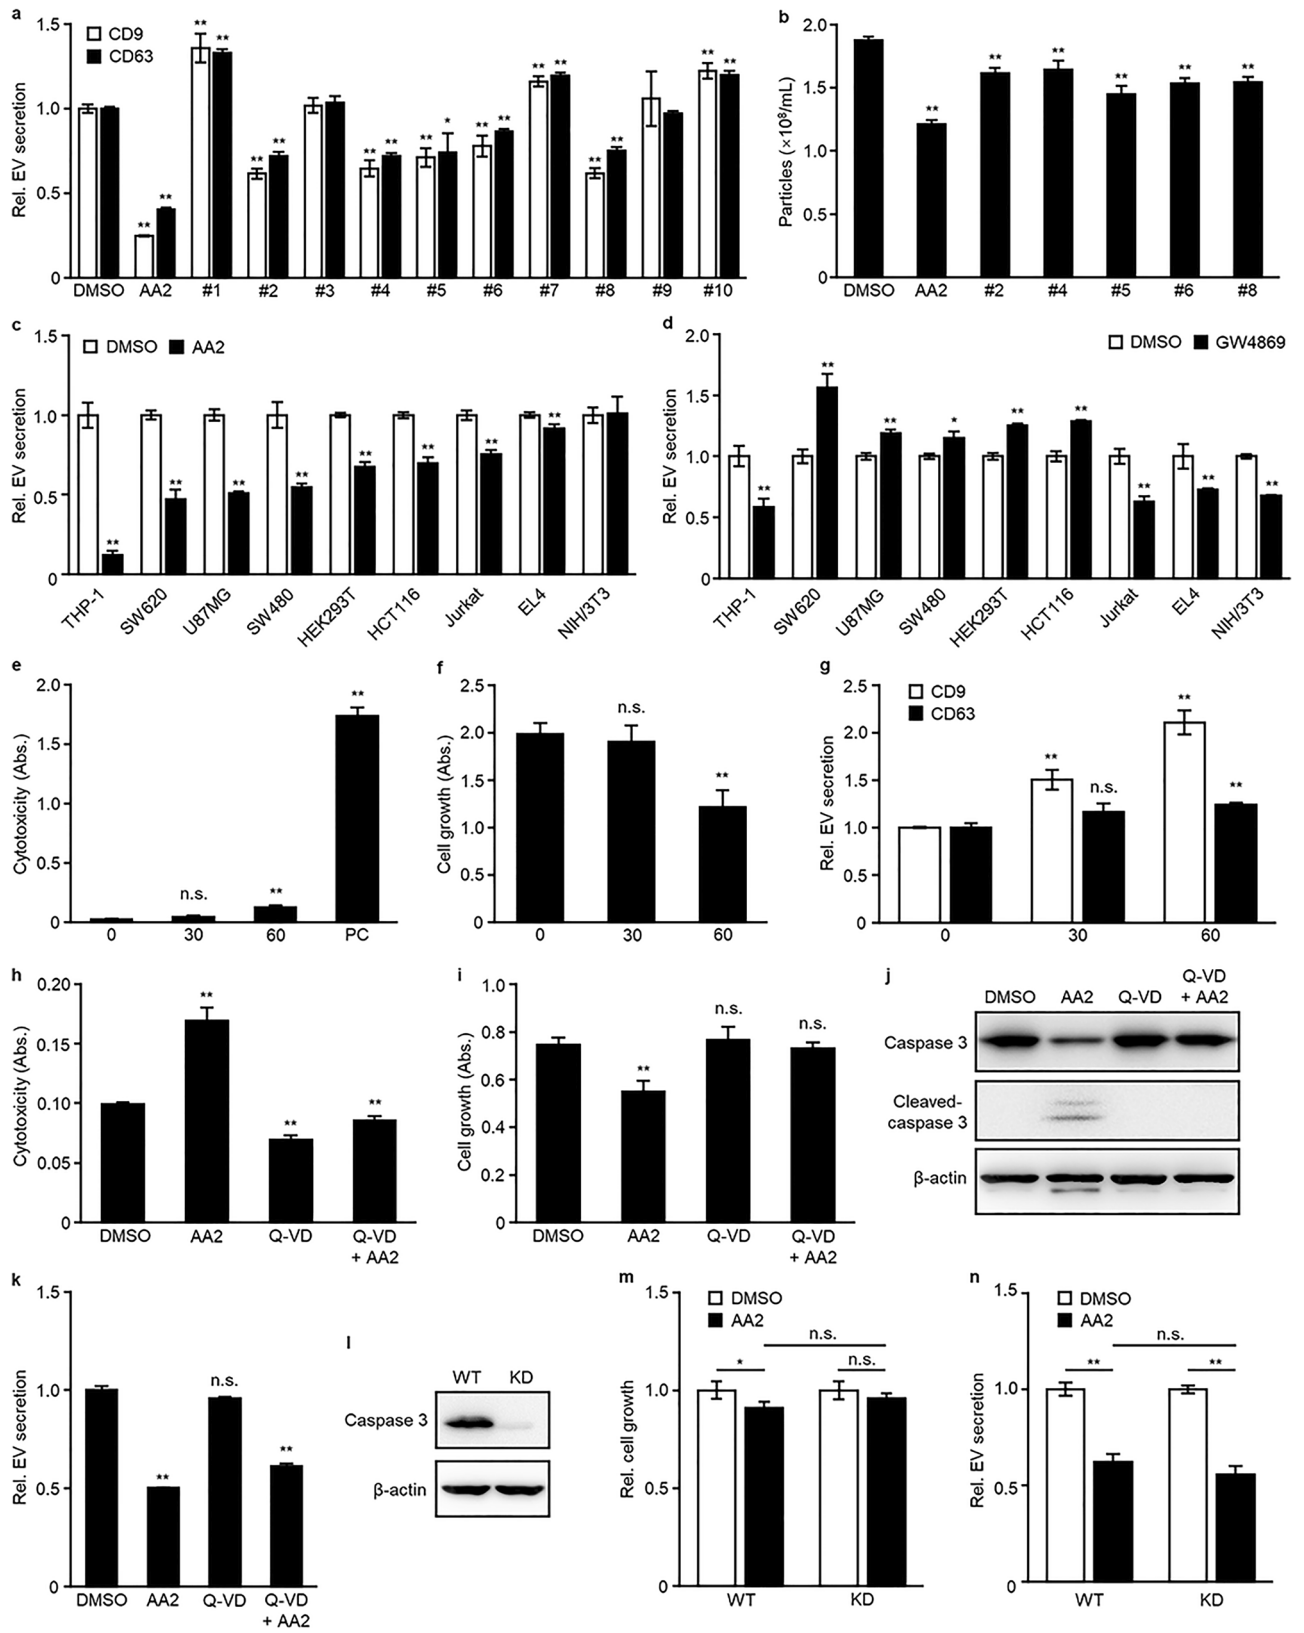 a
1.5
1.0
0.5
0
Rel. EV secretion
CD9
CD63
** **
** **
** **
** **
** *
** **
** **
** **
** **
DMSO AA2 #1 #2 #3 #4 #5 #6 #7 #8 #9 #10
b
2.0
1.5
1.0
0.5
0
Particles (×10⁸/mL)
** ** ** ** ** **
DMSO AA2 #2 #4 #5 #6 #8
c
1.5
1.0
0.5
0
Rel. EV secretion
DMSO AA2
** ** ** ** ** ** ** **
THP-1 SW620 U87MG SW480 HEK293T HCT116 Jurkat EL4 NIH/3T3
d
2.0
1.5
1.0
0.5
0
Rel. EV secretion
DMSO GW4869
** ** ** * ** ** ** ** **
THP-1 SW620 U87MG SW480 HEK293T HCT116 Jurkat EL4 NIH/3T3
e
2.0
1.5
1.0
0.5
0
Cytotoxicity (Abs.)
n.s. ** **
0 30 60 PC
f
2.5
2.0
1.5
1.0
0.5
0
Cell growth (Abs.)
n.s. **
0 30 60
g
2.5
2.0
1.5
1.0
0.5
0
Rel. EV secretion
CD9
CD63
** n.s. ** **
0 30 60
h
0.20
0.15
0.10
0.05
0
Cytotoxicity (Abs.)
** ** **
DMSO AA2 Q-VD Q-VD
+ AA2
i
1.0
0.8
0.6
0.4
0.2
0
Cell growth (Abs.)
** n.s. n.s.
DMSO AA2 Q-VD Q-VD
+ AA2
j
Q-VD
DMSO AA2 Q-VD + AA2
Caspase 3
Cleaved-
caspase 3
β-actin
k
1.5
1.0
0.5
0
Rel. EV secretion
** n.s. **
DMSO AA2 Q-VD Q-VD
+ AA2
l
WT KD
Caspase 3
β-actin
m
1.5
1.0
0.5
0
Rel. cell growth
DMSO
AA2
n.s.
* n.s.
WT KD
n
1.5
1.0
0.5
0
Rel. EV secretion
DMSO
AA2
n.s.
** **
WT KD